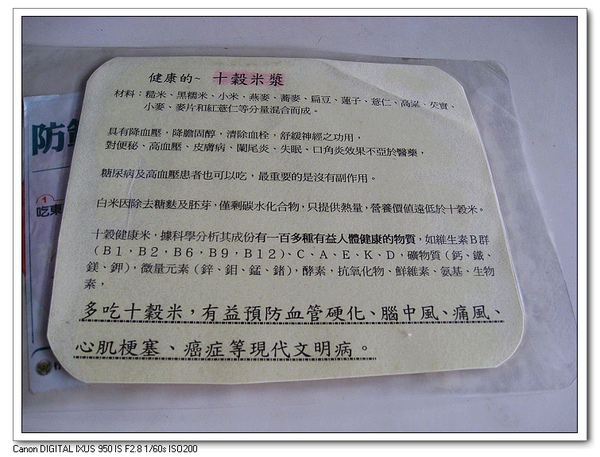 健康的~ 十穀米漿
材料：糙米、黑糯米、小米、燕麥、蕎麥、扁豆、蓮子、薏仁、高粱、芡實、
小麥、麥片和紅薏仁等分量混合而成。
具有降血壓，降膽固醇，清除血栓，舒緩神經之功用，
對便秘、高血壓、皮膚病、闌尾炎、失眠、口角炎效果不亞於醫藥，
糖尿病及高血壓患者也可以吃，最重要的是沒有副作用。
白米因除去糖麩及胚芽，僅剩碳水化合物，只提供熱量，營養價值遠低於十穀米。
十穀健康米，據科學分析其成份有一百多種有益人體健康的物質，如維生素B群
（B1、B2、B6、B9、B12）、C、A、E、K、D，礦物質（鈣、鐵、
鎂、鉀），微量元素（鋅、鉬、錳、鍺），酵素，抗氧化物、鮮維素、氨基、生物
素，
多吃十穀米，有益預防血管硬化、腦中風、痛風、
心肌梗塞、癌症等現代文明病。
防
1
吃東
Canon DIGITAL IXUS 950 IS F2.8 1/60s ISO200